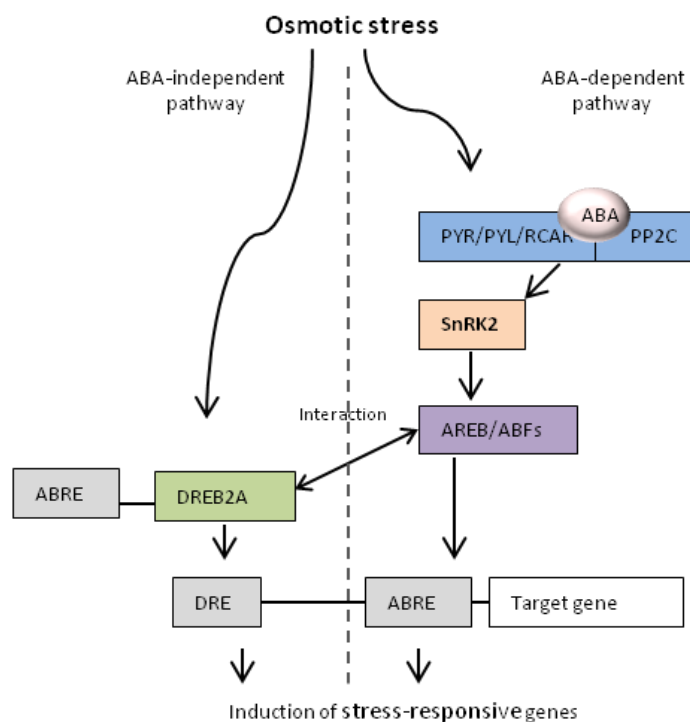 Osmotic stress
ABA-independent
pathway
ABA-dependent
pathway
ABA
PYR/PYL/RCAR
PP2C
SnRK2
Interaction
AREB/ABFs
ABRE
DREB2A
DRE
ABRE
Target gene
Induction of stress-responsive genes